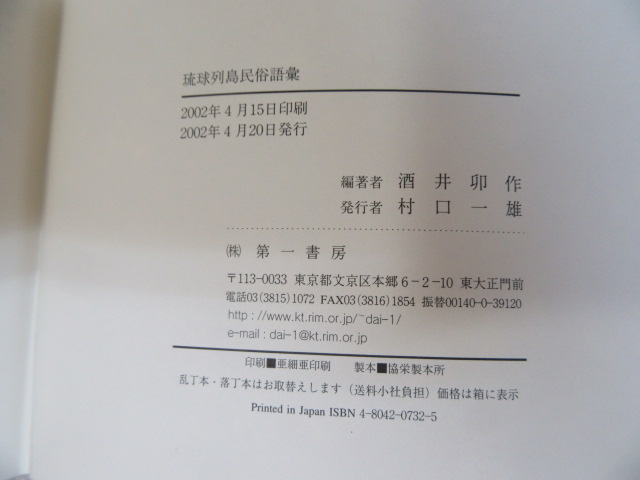 琉球列島民俗語彙
2002年4月15日印刷
2002年4月20日発行
編著者 酒井卯作
発行者 村口一雄
㈱ 第一書房
〒113-0033 東京都文京区本郷6-2-10 東大正門前
電話03(3815)1072 FAX03(3816)1854 振替00140-0-39120
http://www.kt.rim.or.jp/~dai-1/
e-mail : dai-1@kt.rim.or.jp
印刷■亜細亜印刷 製本■協栄製本所
乱丁本・落丁本はお取替えします（送料小社負担）価格は箱に表示
Printed in Japan ISBN 4-8042-0732-5